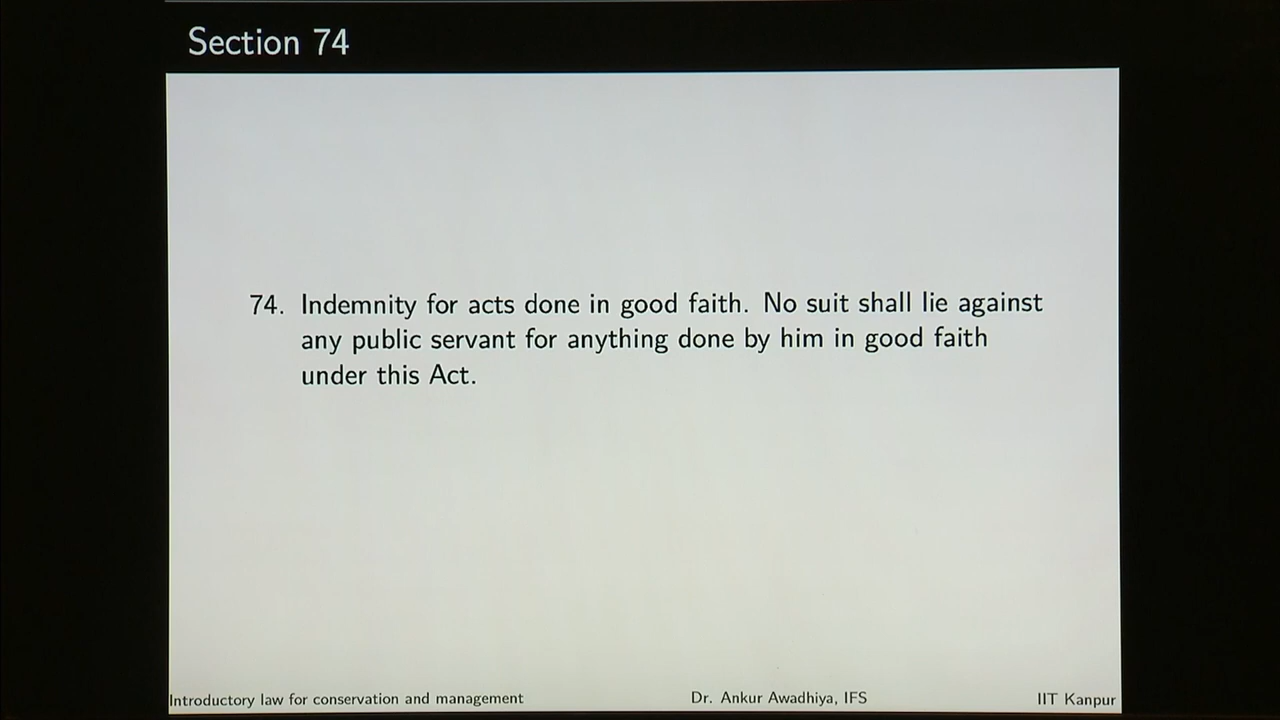 Section 74
74. Indemnity for acts done in good faith. No suit shall lie against
any public servant for anything done by him in good faith
under this Act.
Introductory law for conservation and management Dr. Ankur Awadhiya, IFS IIT Kanpur